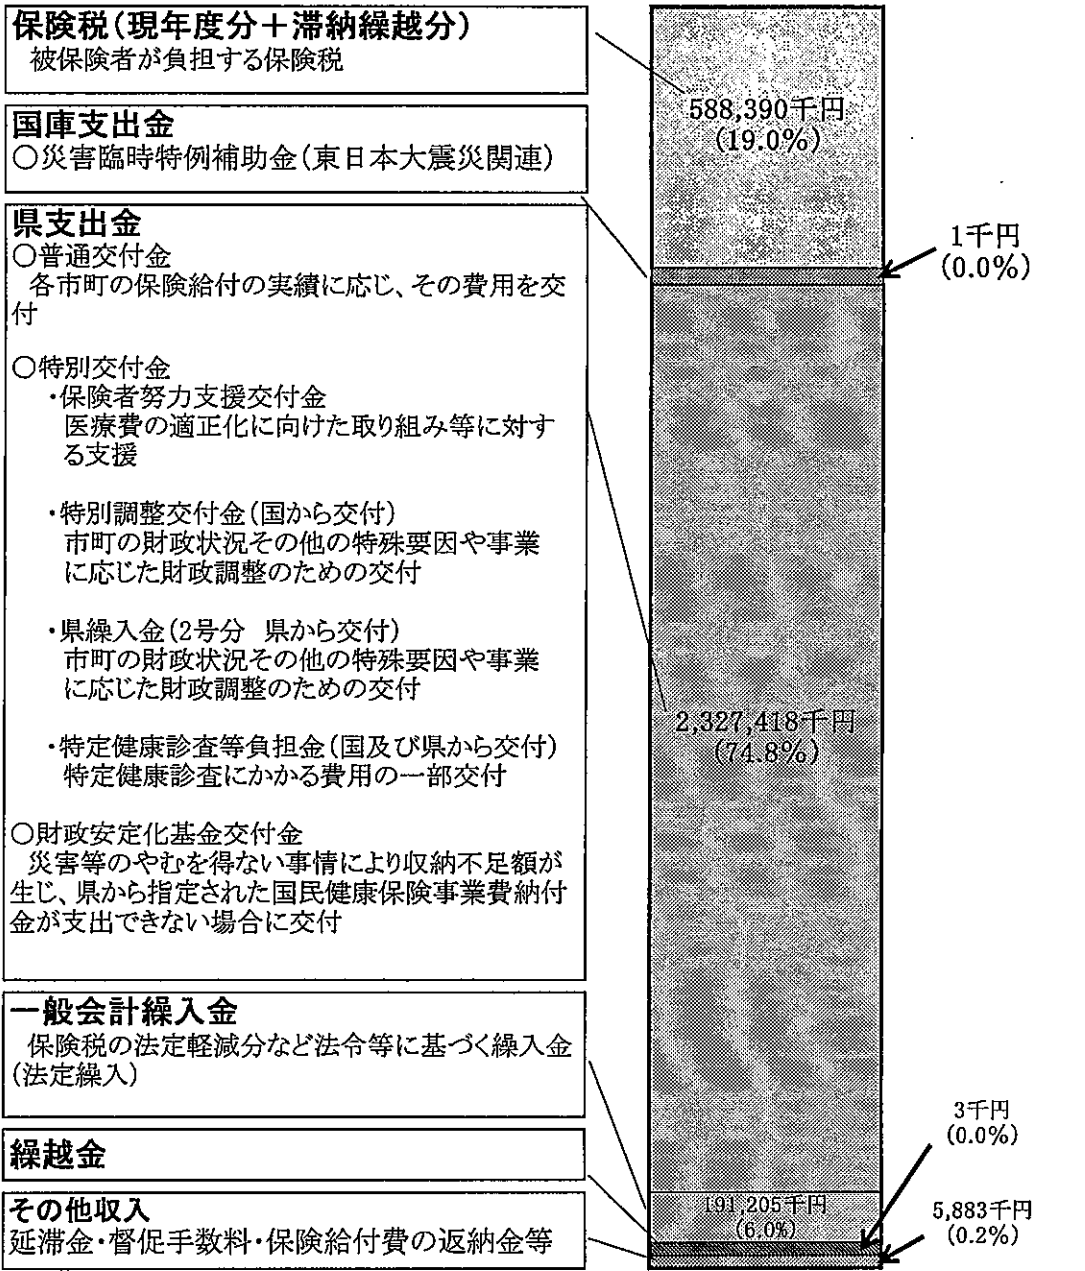 保険税(現年度分＋滞納繰越分)
被保険者が負担する保険税
588,390千円
(19.0%)
国庫支出金
○災害臨時特例補助金(東日本大震災関連)
1千円
(0.0%)
県支出金
○普通交付金
各市町の保険給付の実績に応じ、その費用を交
付
○特別交付金
・保険者努力支援交付金
医療費の適正化に向けた取り組み等に対す
る支援
・特別調整交付金(国から交付)
市町の財政状況その他の特殊要因や事業
に応じた財政調整のための交付
・県繰入金(2号分 県から交付)
市町の財政状況その他の特殊要因や事業
に応じた財政調整のための交付
・特定健康診査等負担金(国及び県から交付)
特定健康診査にかかる費用の一部交付
○財政安定化基金交付金
災害等のやむを得ない事情により収納不足額が
生じ、県から指定された国民健康保険事業費納付
金が支出できない場合に交付
2,327,418千円
(74.8%)
一般会計繰入金
保険税の法定軽減分など法令等に基づく繰入金
(法定繰入)
191,205千円
(6.0%)
繰越金
3千円
(0.0%)
その他収入
延滞金・督促手数料・保険給付費の返納金等
5,883千円
(0.2%)